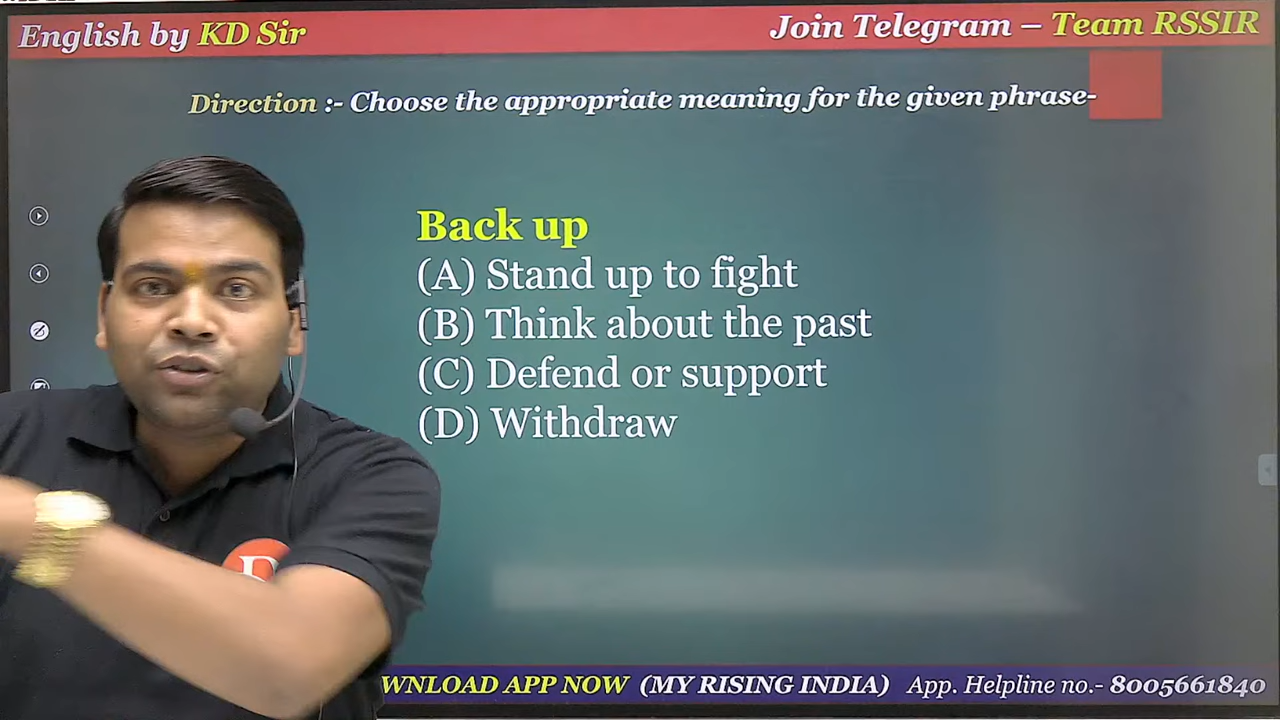 English by KD Sir
Join Telegram – Team RSSIR
Direction :- Choose the appropriate meaning for the given phrase-
Back up
(A) Stand up to fight
(B) Think about the past
(C) Defend or support
(D) Withdraw
WNLOAD APP NOW (MY RISING INDIA) App. Helpline no.- 8005661840